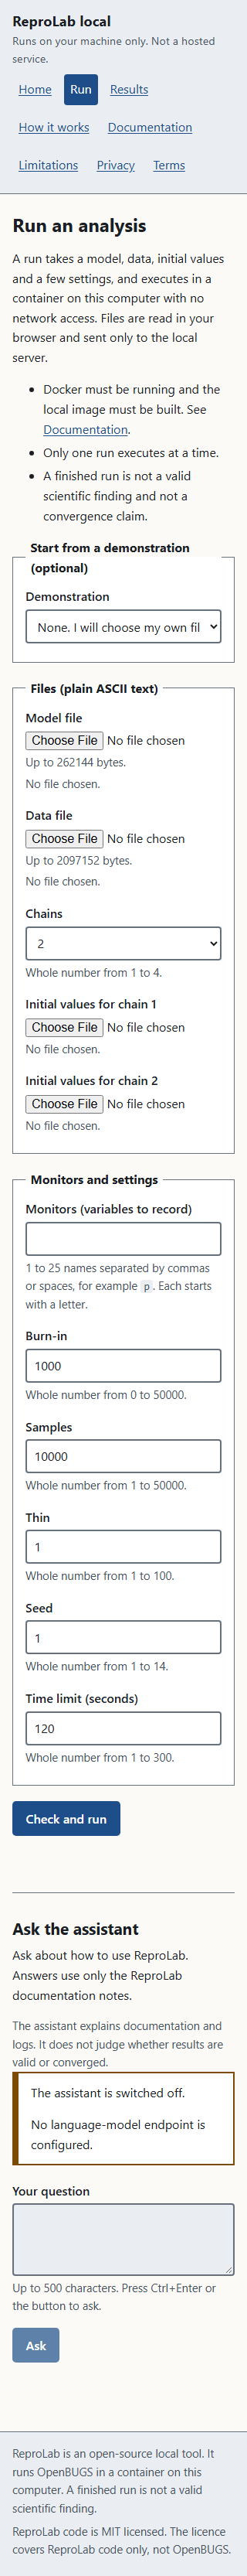 ReproLab local
Runs on your machine only. Not a hosted
service.
Home Run Results
How it works Documentation
Limitations Privacy Terms
Run an analysis
A run takes a model, data, initial values
and a few settings, and executes in a
container on this computer with no
network access. Files are read in your
browser and sent only to the local
server.
• Docker must be running and the
local image must be built. See
Documentation.
• Only one run executes at a time.
• A finished run is not a valid
scientific finding and not a
convergence claim.
Start from a demonstration
(optional)
Demonstration
None. I will choose my own fil
Files (plain ASCII text)
Model file
Choose File No file chosen
Up to 262144 bytes.
No file chosen.
Data file
Choose File No file chosen
Up to 2097152 bytes.
No file chosen.
Chains
2
Whole number from 1 to 4.
Initial values for chain 1
Choose File No file chosen
No file chosen.
Initial values for chain 2
Choose File No file chosen
No file chosen.
Monitors and settings
Monitors (variables to record)
1 to 25 names separated by commas
or spaces, for example p. Each starts
with a letter.
Burn-in
1000
Whole number from 0 to 50000.
Samples
10000
Whole number from 1 to 50000.
Thin
1
Whole number from 1 to 100.
Seed
1
Whole number from 1 to 14.
Time limit (seconds)
120
Whole number from 1 to 300.
Check and run
Ask the assistant
Ask about how to use ReproLab.
Answers use only the ReproLab
documentation notes.
The assistant explains documentation and
logs. It does not judge whether results are
valid or converged.
The assistant is switched off.
No language-model endpoint is
configured.
Your question
Up to 500 characters. Press Ctrl+Enter or
the button to ask.
Ask
ReproLab is an open-source local tool. It
runs OpenBUGS in a container on this
computer. A finished run is not a valid
scientific finding.
ReproLab code is MIT licensed. The licence
covers ReproLab code only, not OpenBUGS.